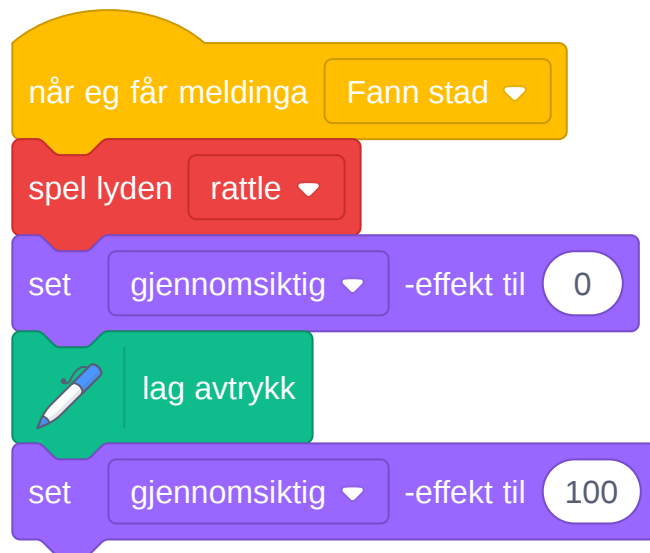 når eg får meldinga Fann stad
spel lyden rattle
set gjennomsiktig -effekt til 0
lag avtrykk
set gjennomsiktig -effekt til 100